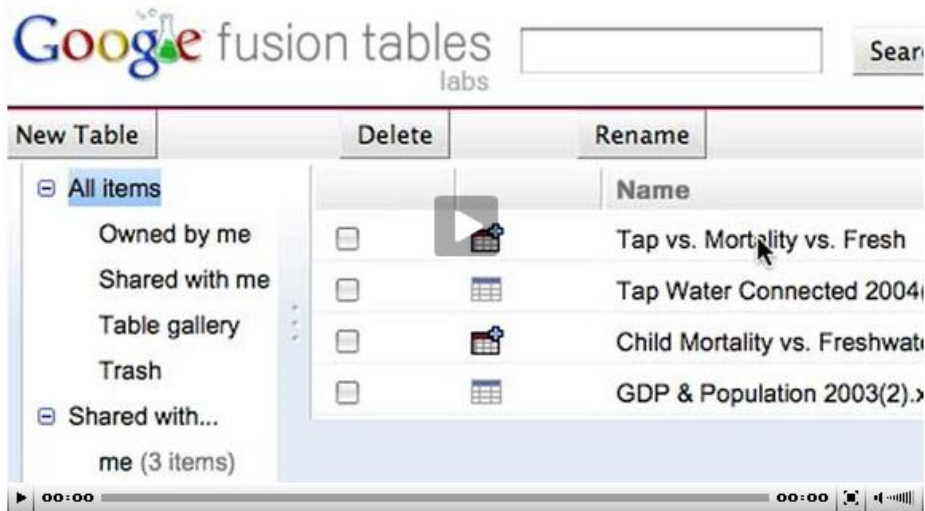 Google fusion tables
labs
Sear
New Table Delete Rename
All items
Name
Owned by me
Tap vs. Mortality vs. Fresh
Shared with me
Tap Water Connected 2004(
Table gallery
Child Mortality vs. Freshwate
Trash
GDP & Population 2003(2).x
Shared with...
me (3 items)
00:00 00:00